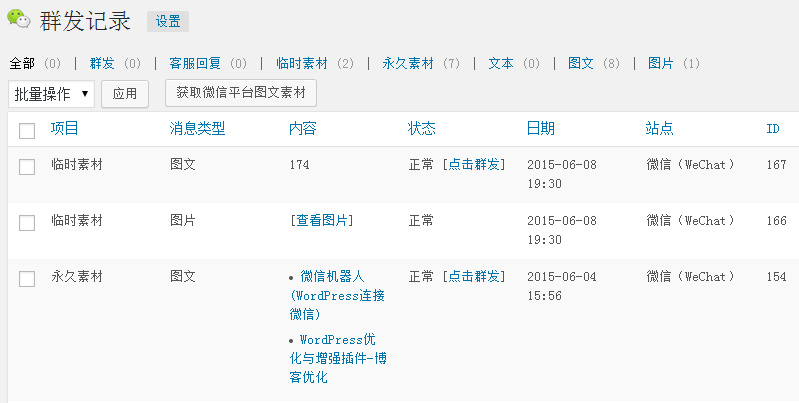 群发记录 设置
全部 (0) | 群发 (0) | 客服回复 (0) | 临时素材 (2) | 永久素材 (7) | 文本 (0) | 图文 (8) | 图片 (1)
批量操作 应用 获取微信平台图文素材
项目 消息类型 内容 状态 日期 站点 ID
临时素材 图文 174 正常 [点击群发] 2015-06-08 微信（WeChat） 167
19:30
临时素材 图片 [查看图片] 正常 2015-06-08 微信（WeChat） 166
19:30
永久素材 图文 • 微信机器人 正常 [点击群发] 2015-06-04 微信（WeChat） 154
(WordPress连接 15:56
微信)
• WordPress优
化与增强插件-博
客优化